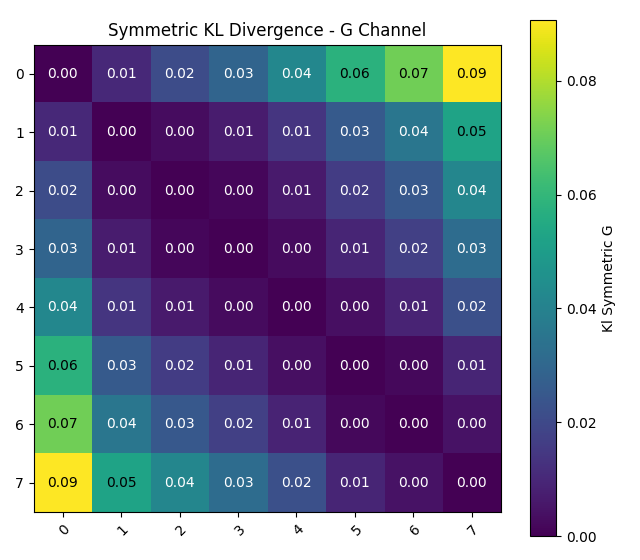 Symmetric KL Divergence - G Channel
0 0.00 0.01 0.02 0.03 0.04 0.06 0.07 0.09
1 0.01 0.00 0.00 0.01 0.01 0.03 0.04 0.05
2 0.02 0.00 0.00 0.00 0.01 0.02 0.03 0.04
3 0.03 0.01 0.00 0.00 0.00 0.01 0.02 0.03
4 0.04 0.01 0.01 0.00 0.00 0.00 0.01 0.02
5 0.06 0.03 0.02 0.01 0.00 0.00 0.00 0.01
6 0.07 0.04 0.03 0.02 0.01 0.00 0.00 0.00
7 0.09 0.05 0.04 0.03 0.02 0.01 0.00 0.00
0 1 2 3 4 5 6 7
0.08
0.06
0.04
0.02
0.00
Kl Symmetric G